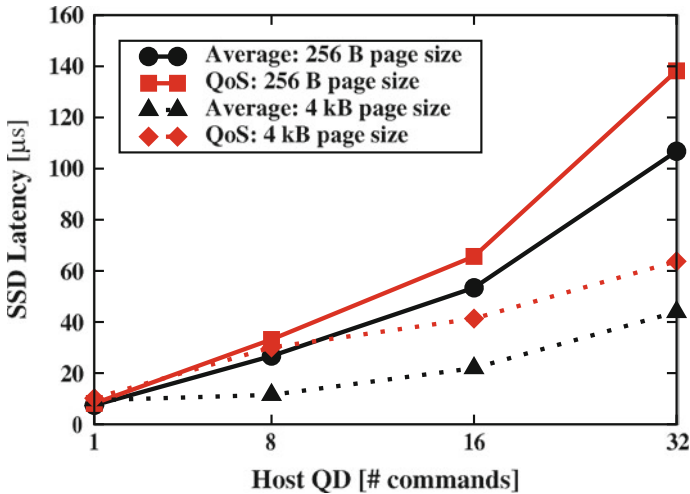 160
140
120
100
80
60
40
20
0
SSD Latency [μs]
Average: 256 B page size
QoS: 256 B page size
Average: 4 kB page size
QoS: 4 kB page size
1 8 16 32
Host QD [# commands]